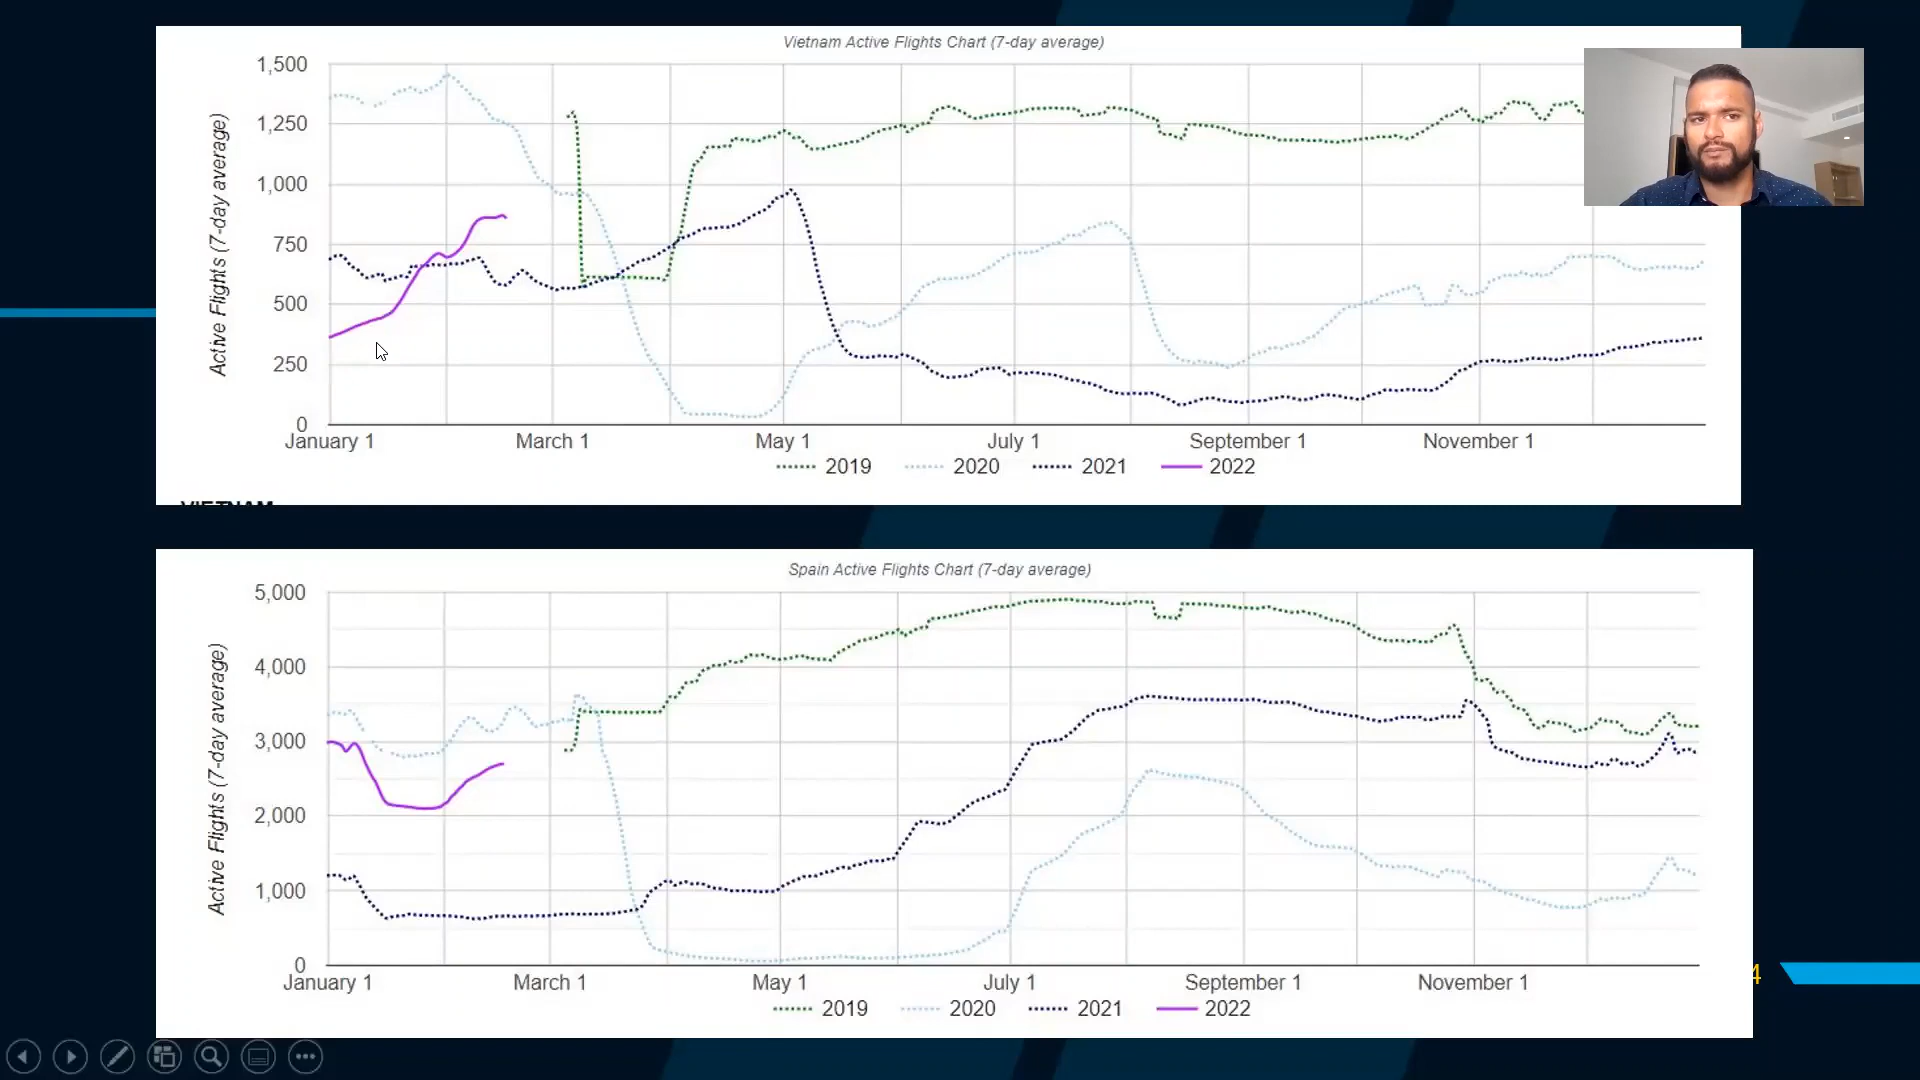 Vietnam Active Flights Chart (7-day average)
Active Flights (7-day average)
1,500
1,250
1,000
750
500
250
0
January 1 March 1 May 1 July 1 September 1 November 1
2019 2020 2021 2022
VIETNAM
Spain Active Flights Chart (7-day average)
Active Flights (7-day average)
5,000
4,000
3,000
2,000
1,000
0
January 1 March 1 May 1 July 1 September 1 November 1
2019 2020 2021 2022
4